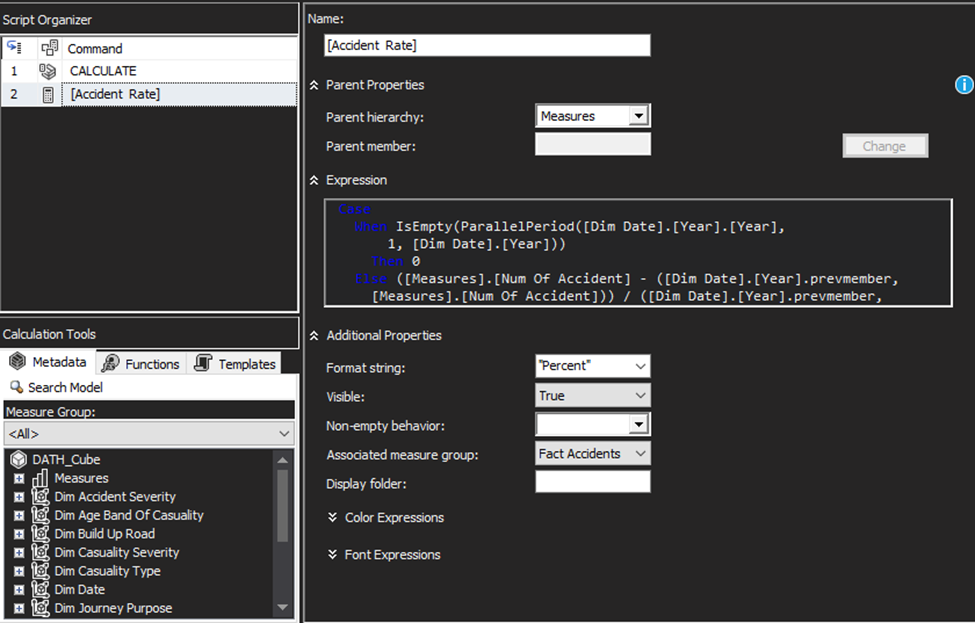 Script Organizer
Command
1 CALCULATE
2 [Accident Rate]
Calculation Tools
Metadata Functions Templates
Search Model
Measure Group:
<All>
DATH_Cube
Measures
Dim Accident Severity
Dim Age Band Of Casualty
Dim Build Up Road
Dim Casualty Severity
Dim Casualty Type
Dim Date
Dim Journey Purpose
Name:
[Accident Rate]
Parent Properties
Parent hierarchy: Measures
Parent member: Change
Expression
Case
When IsEmpty(ParallelPeriod([Dim Date].[Year].[Year],
1, [Dim Date].[Year]))
Then 0
Else ([Measures].[Num Of Accident] - ([Dim Date].[Year].prevmember,
[Measures].[Num Of Accident])) / ([Dim Date].[Year].prevmember,
Additional Properties
Format string: "Percent"
Visible: True
Non-empty behavior:
Associated measure group: Fact Accidents
Display folder:
Color Expressions
Font Expressions